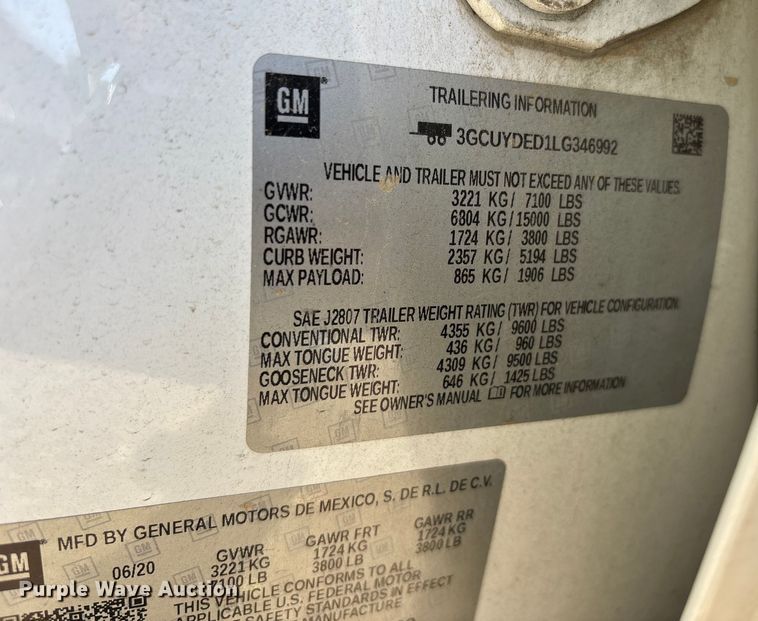 GM
TRAILERING INFORMATION
3GCUYDED1LG346992
VEHICLE AND TRAILER MUST NOT EXCEED ANY OF THESE VALUES.
GVWR: 3221 KG/ 7100 LBS
GCWR: 6804 KG/15000 LBS
RGAWR: 1724 KG/ 3800 LBS
CURB WEIGHT: 2357 KG/ 5194 LBS
MAX PAYLOAD: 865 KG/ 1906 LBS
SAE J2807 TRAILER WEIGHT RATING (TWR) FOR VEHICLE CONFIGURATION.
CONVENTIONAL TWR: 4355 KG/ 9600 LBS
MAX TONGUE WEIGHT: 436 KG/ 960 LBS
GOOSENECK TWR: 4309 KG/ 9500 LBS
MAX TONGUE WEIGHT: 646 KG/ 1425 LBS
SEE OWNER'S MANUAL FOR MORE INFORMATION
GM
MFD BY GENERAL MOTORS DE MEXICO, S. DE R.L. DE C.V.
06/20 GVWR GAWR FRT GAWR RR
3221 KG 1724 KG 1724 KG
7100 LB 3800 LB 3800 LB
THIS VEHICLE CONFORMS TO ALL
APPLICABLE U.S. FEDERAL MOTOR
SAFETY STANDARDS IN EFFECT
MANUFACTURE
Purple Wave Auction